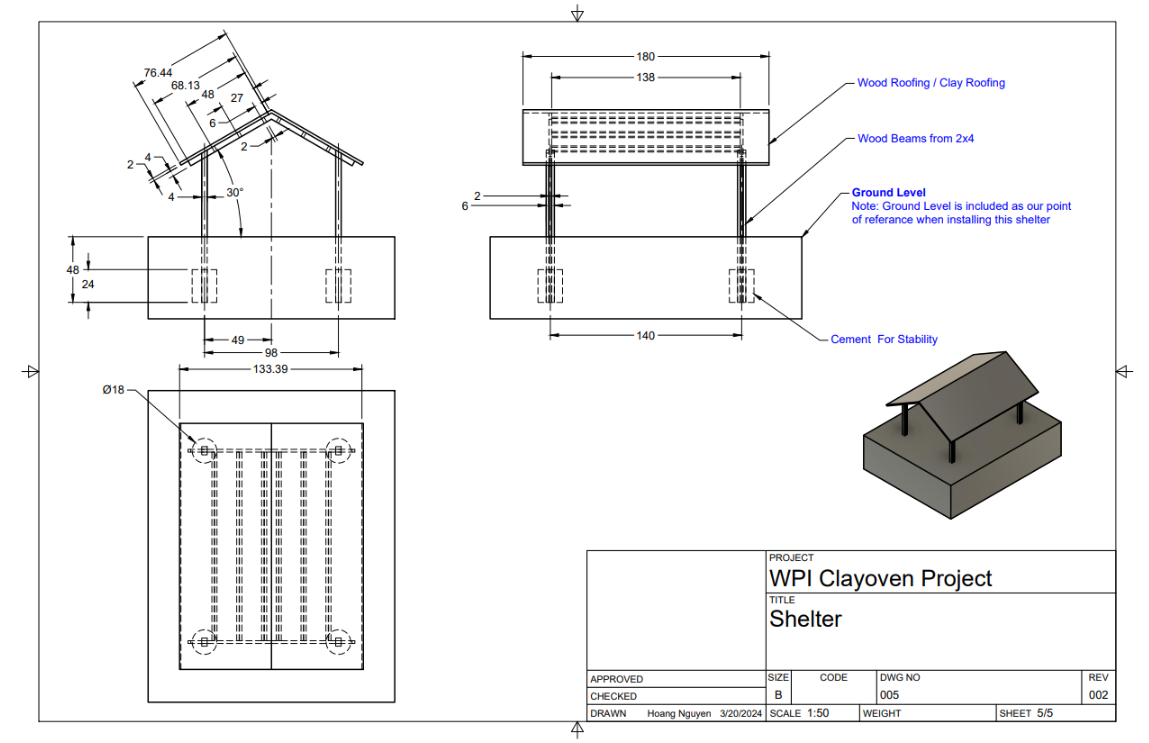 76.44
68.13
48
27
6
2
4
2
4
30°
48
24
49
98
133.39
Ø18
180
138
2
6
140
Wood Roofing / Clay Roofing
Wood Beams from 2x4
Ground Level
Note: Ground Level is included as our point
of referance when installing this shelter
Cement For Stability
PROJECT
WPI Clayoven Project
TITLE
Shelter
APPROVED
CHECKED
DRAWN Hoang Nguyen 3/20/2024
SIZE CODE DWG NO REV
B 005 002
SCALE 1:50 WEIGHT SHEET 5/5